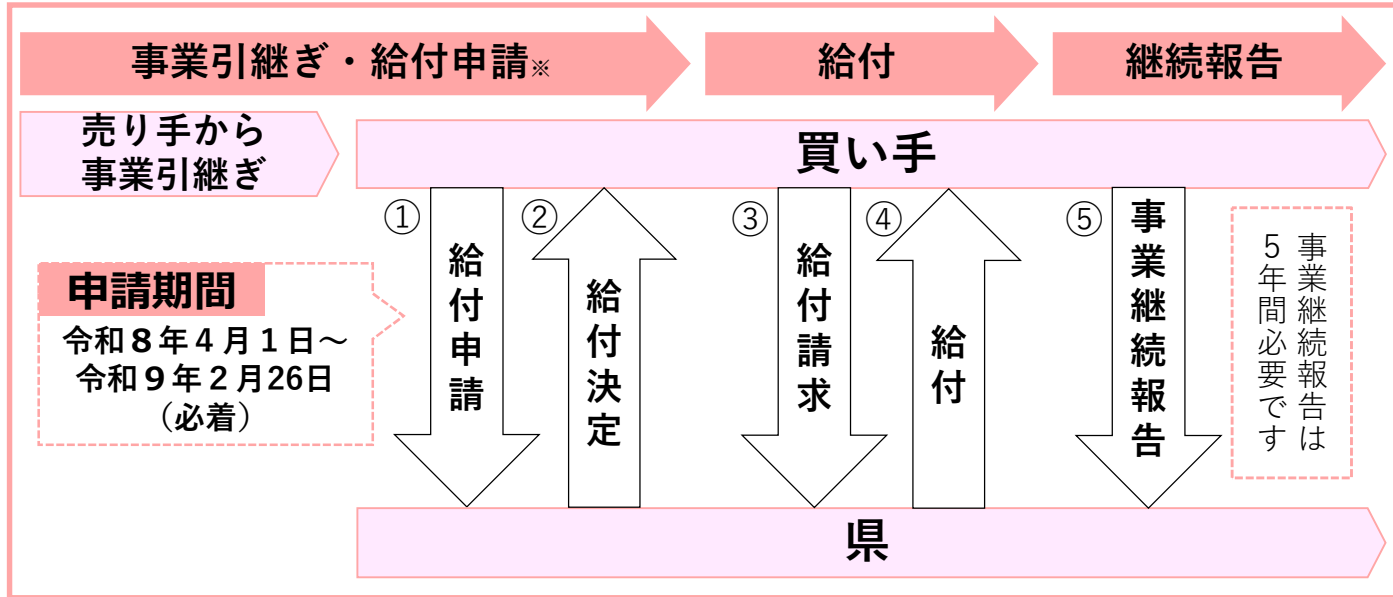 事業引継ぎ・給付申請※
給付
継続報告
売り手から
事業引継ぎ
買い手
①
給付申請
②
給付決定
③
給付請求
④
給付
⑤
事業継続報告
事業継続報告は
５年間必要です
申請期間
令和８年４月１日～
令和９年２月26日
（必着）
県